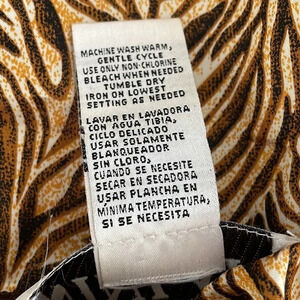 MACHINE WASH WARM,
GENTLE CYCLE
USE ONLY NON-CHLORINE
BLEACH WHEN NEEDED
TUMBLE DRY
IRON ON LOWEST
SETTING AS NEEDED
LAVAR EN LAVADORA
CON AGUA TIBIA,
CICLO DELICADO
USAR SOLAMENTE
BLANQUEADOR
SIN CLORO,
CUANDO SE NECESITE
SECAR EN SECADORA
USAR PLANCHA EN
MÍNIMA TEMPERATURA,
SI SE NECESITA